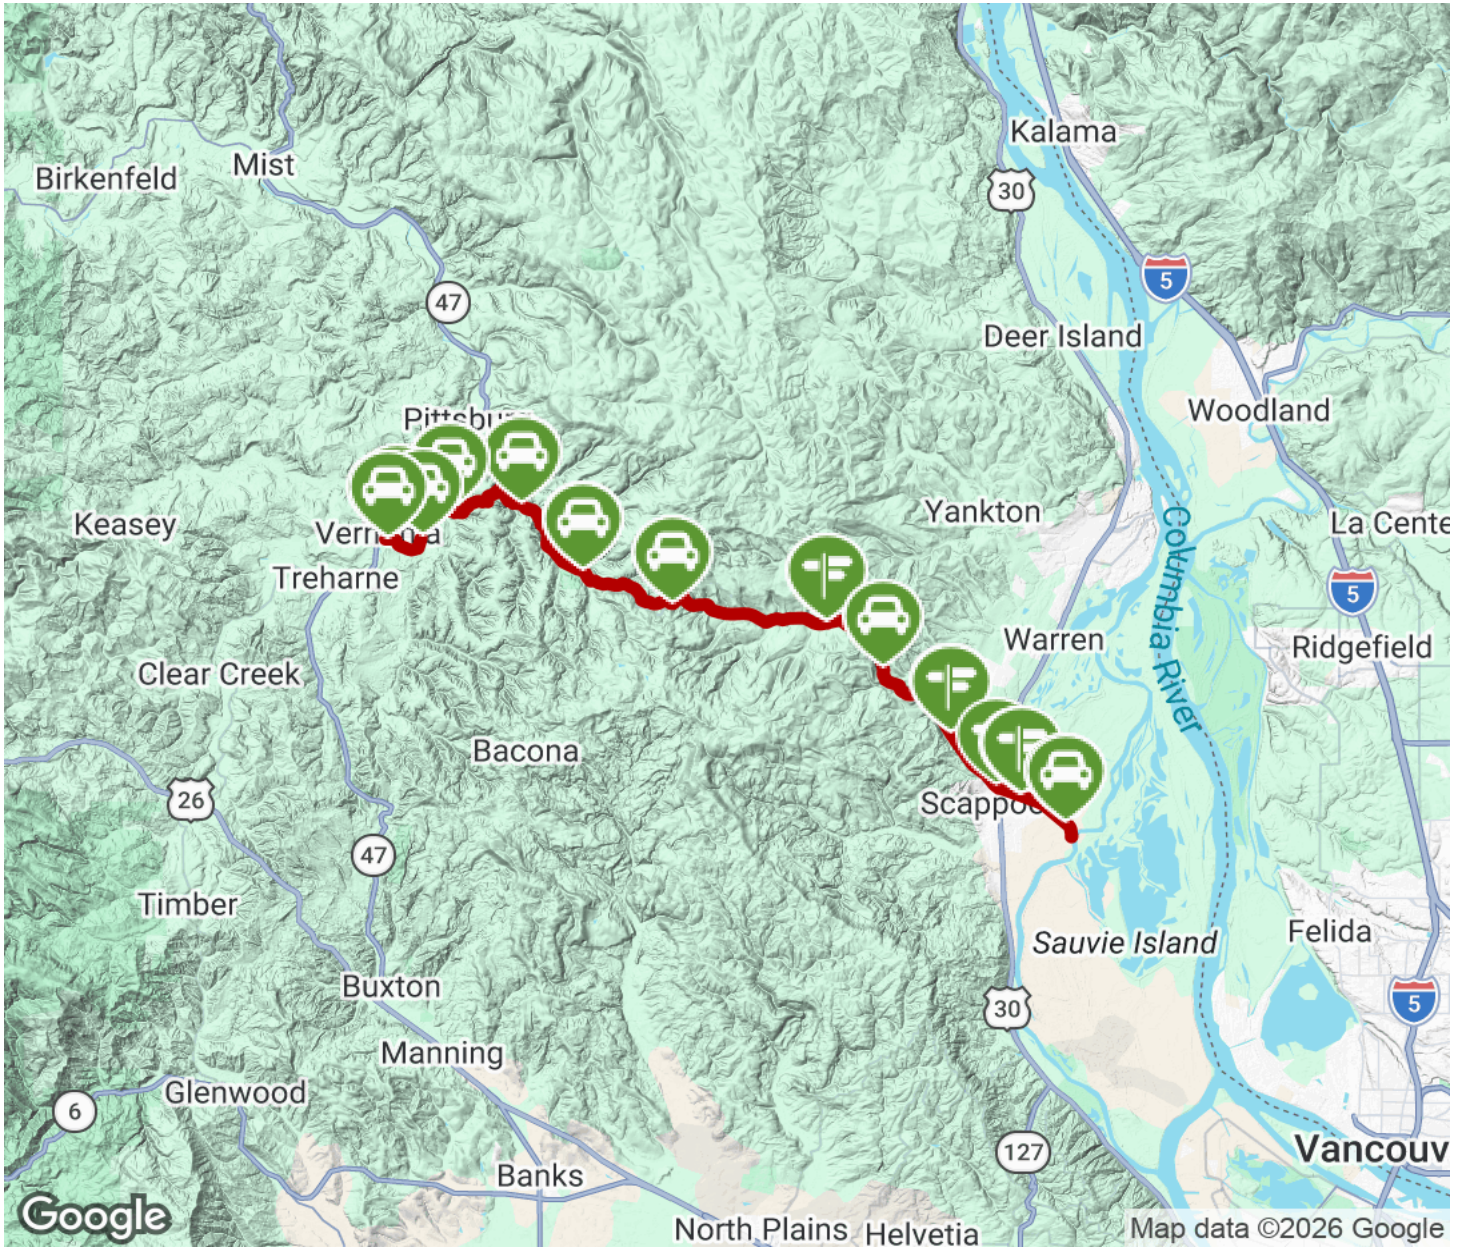 Kalama
30
Mist
Birkenfeld
5
47
Deer Island
Woodland
Pittsburg
Yankton
La Cente
Keasey
Columbia River
Treharne
5
Warren
Ridgefield
Clear Creek
Bacona
26
Scappoo
47
Timber
Felida
Sauvie Island
Buxton
30
5
Manning
Glenwood
6
127
Vancouv
Banks
Google
North Plains
Helvetia
Map data ©2026 Google